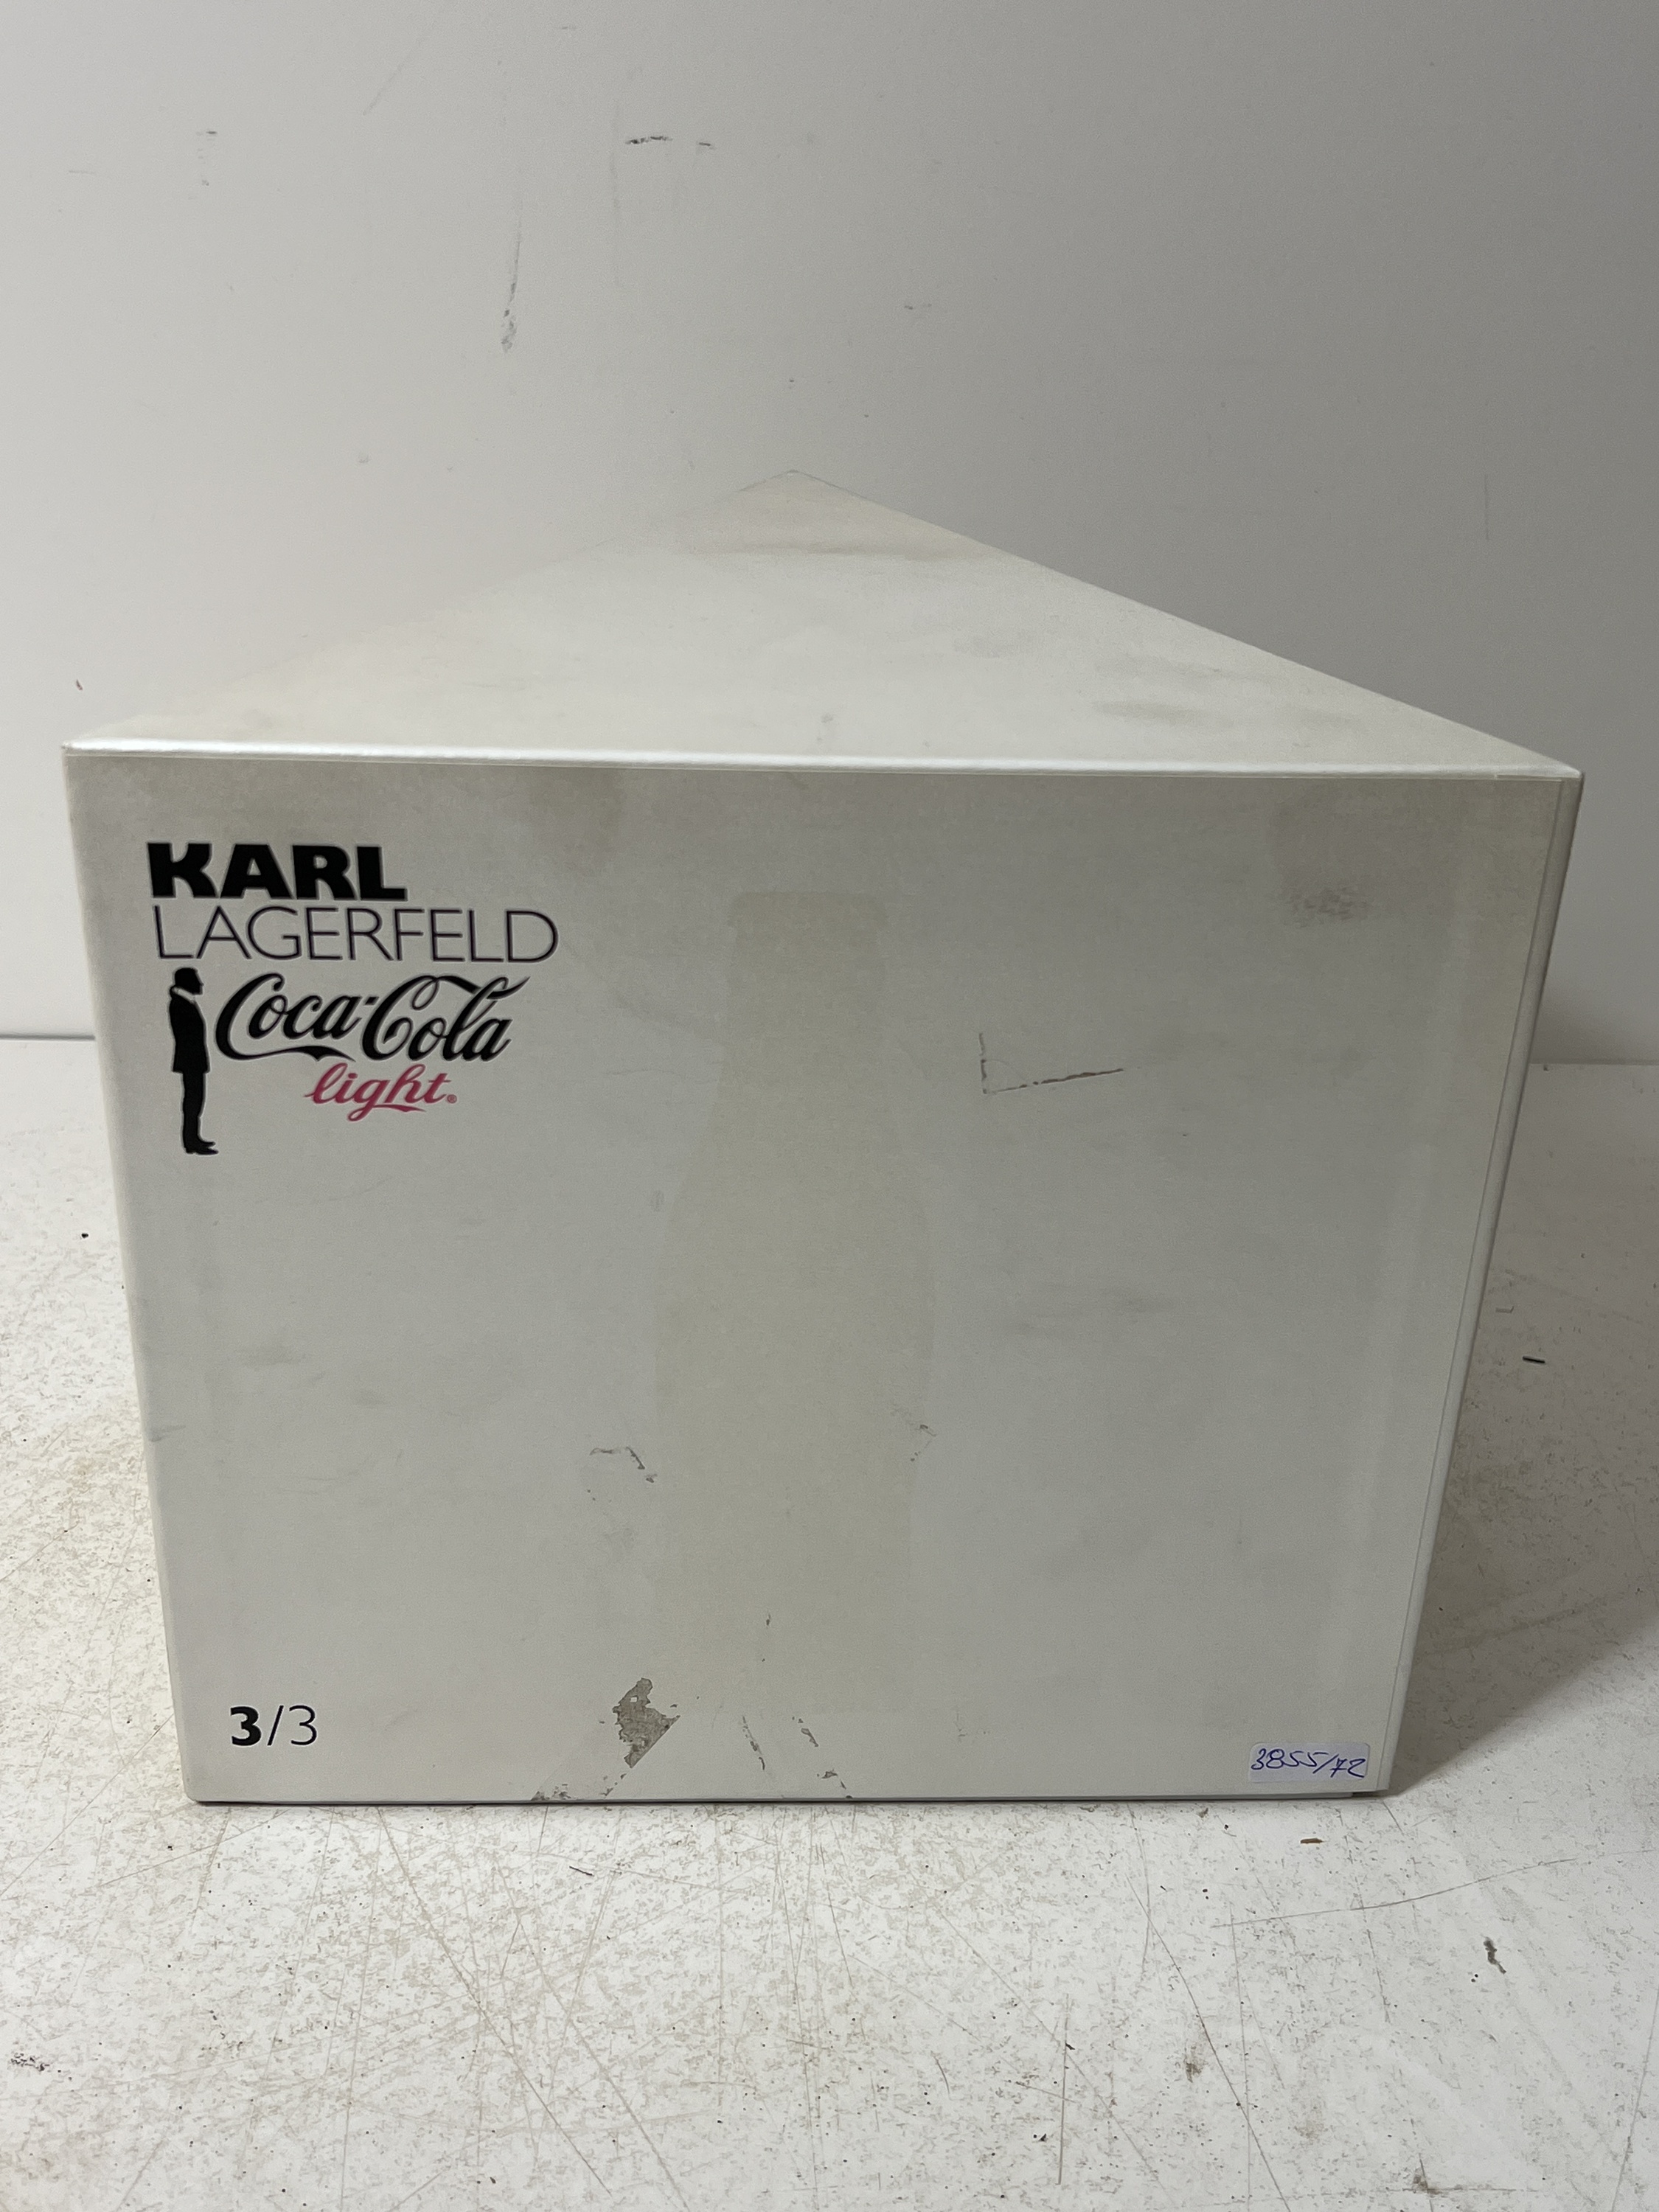 KARL
LAGERFELD
Coca-Cola
light®
3/3
3855/72